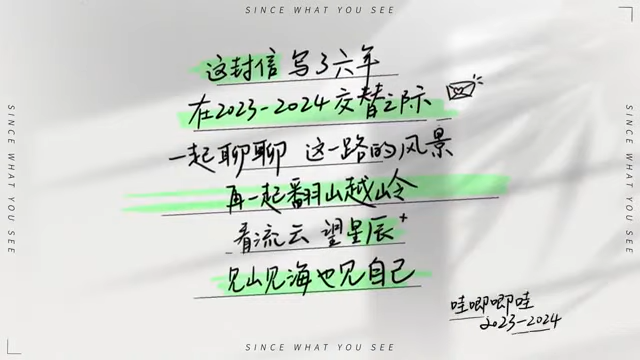 SINCE WHAT YOU SEE
SINCE WHAT YOU SEE
SINCE WHAT YOU SEE
这封信 写了六年
在2023-2024交替之际
一起聊聊 这一路的风景
再一起翻山越岭
看流云 望星辰
见山见海也见自己
哇唧唧哇
2023-2024
SINCE WHAT YOU SEE